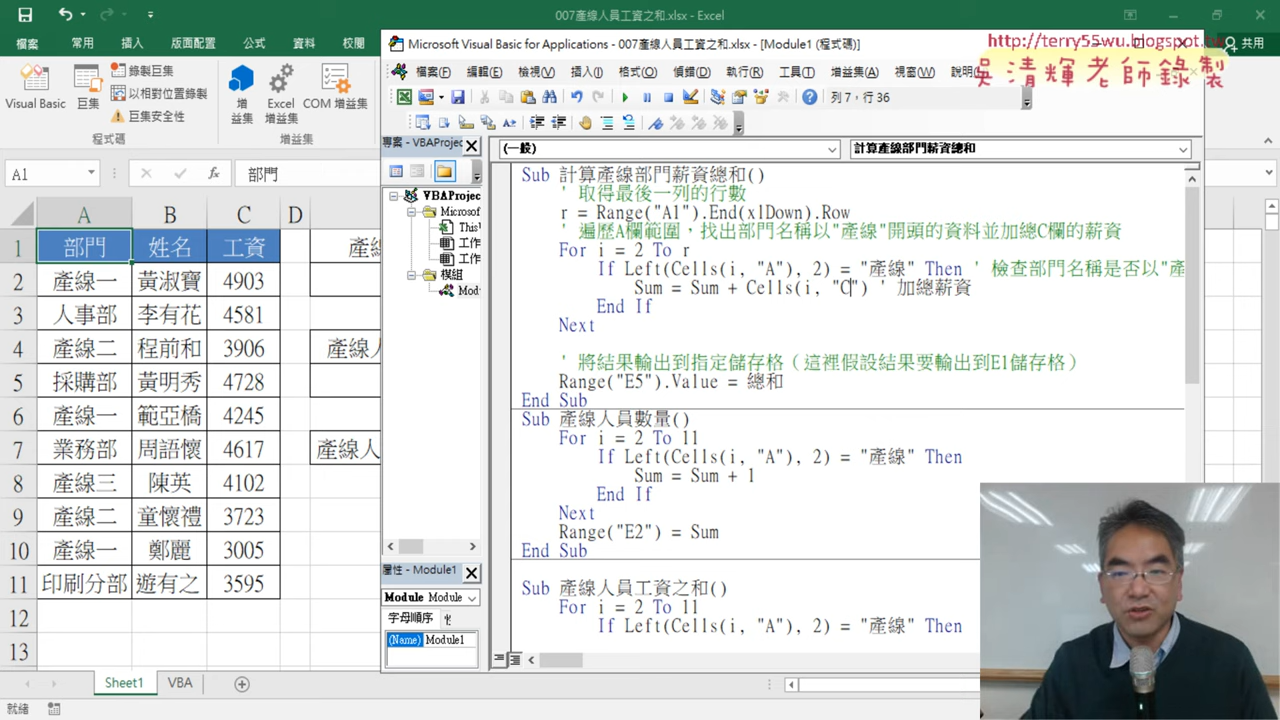 007產線人員工資之和.xlsx - Excel
檔案 常用 插入 版面配置 公式 資料 校閱
共用
Visual Basic 巨集 錄製巨集 以相對位置錄製 巨集安全性
增益集 Excel 增益集 COM 增益集
程式碼 增益集
A1 fx 部門
A B C D
1 部門 姓名 工資
2 產線一 黃淑寶 4903
3 人事部 李有花 4581
4 產線二 程前和 3906 產線人
5 採購部 黃明秀 4728
6 產線一 範亞橋 4245
7 業務部 周語懷 4617 產線人
8 產線三 陳英 4102
9 產線二 童懷禮 3723
10 產線一 鄭麗 3005
11 印刷分部 遊有之 3595
12
13
Sheet1 VBA
就緒
Microsoft Visual Basic for Applications - 007產線人員工資之和.xlsx - [Module1 (程式碼)]
http://terry55wu.blogspot.tw
吳清輝老師錄製
檔案(F) 編輯(E) 檢視(V) 插入(I) 格式(O) 偵錯(D) 執行(R) 工具(T) 增益集(A) 視窗(W) 說明
列 7，行 36
專案 - VBAProjec
VBAProjec
Microsof
This
工作
工作
模組
Mod
屬性 - Module1
Module1 Module
字母順序
(Name) Module1
(一般) 計算產線部門薪資總和
Sub 計算產線部門薪資總和()
' 取得最後一列的行數
r = Range("A1").End(xlDown).Row
' 遍歷A欄範圍，找出部門名稱以"產線"開頭的資料並加總C欄的薪資
For i = 2 To r
If Left(Cells(i, "A"), 2) = "產線" Then ' 檢查部門名稱是否以"產
Sum = Sum + Cells(i, "C") ' 加總薪資
End If
Next
' 將結果輸出到指定儲存格（這裡假設結果要輸出到E1儲存格）
Range("E5").Value = 總和
End Sub
Sub 產線人員數量()
For i = 2 To 11
If Left(Cells(i, "A"), 2) = "產線" Then
Sum = Sum + 1
End If
Next
Range("E2") = Sum
End Sub
Sub 產線人員工資之和()
For i = 2 To 11
If Left(Cells(i, "A"), 2) = "產線" Then